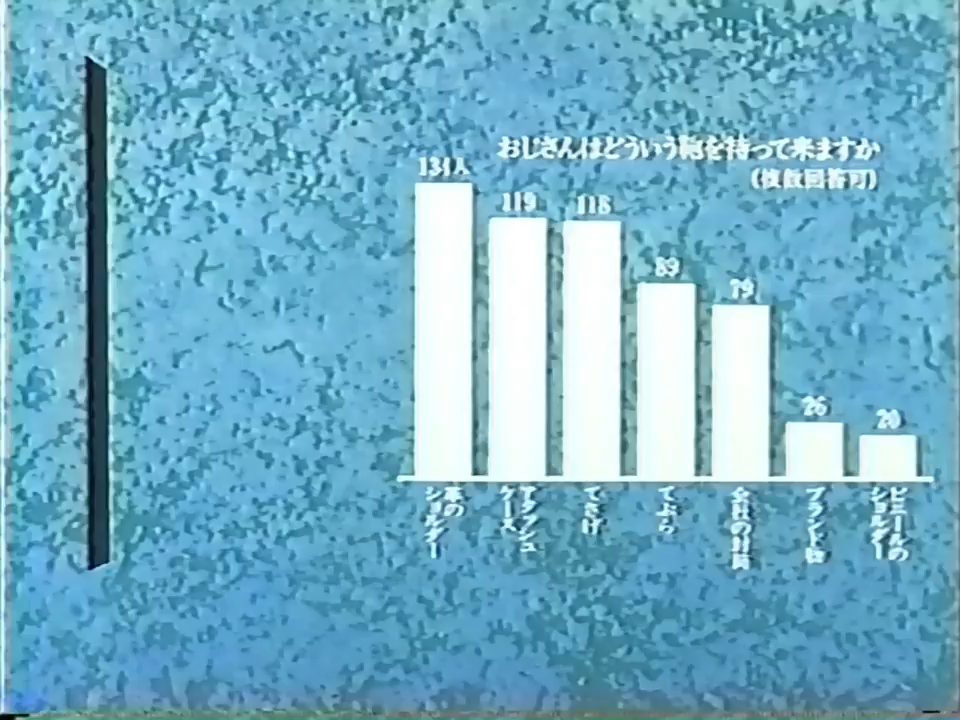 おじさんはどういう鞄を持って来ますか
(複数回答可)
134人
119
118
89
79
26
20
革の
ショルダー
アタッシュ
ケース
てさげ
てぶら
会社の封筒
ブランド物
ビニールの
ショルダー